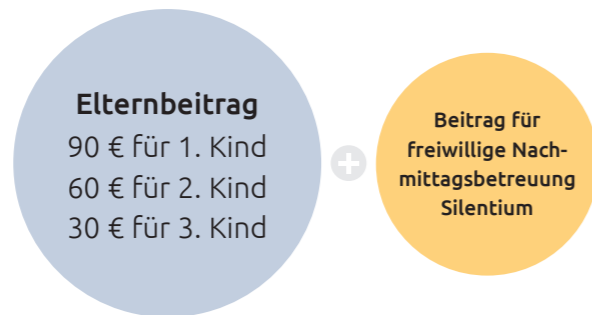 Elternbeitrag
90 € für 1. Kind
60 € für 2. Kind
30 € für 3. Kind
+
Beitrag für
freiwillige Nach-
mittagsbetreuung
Silentium